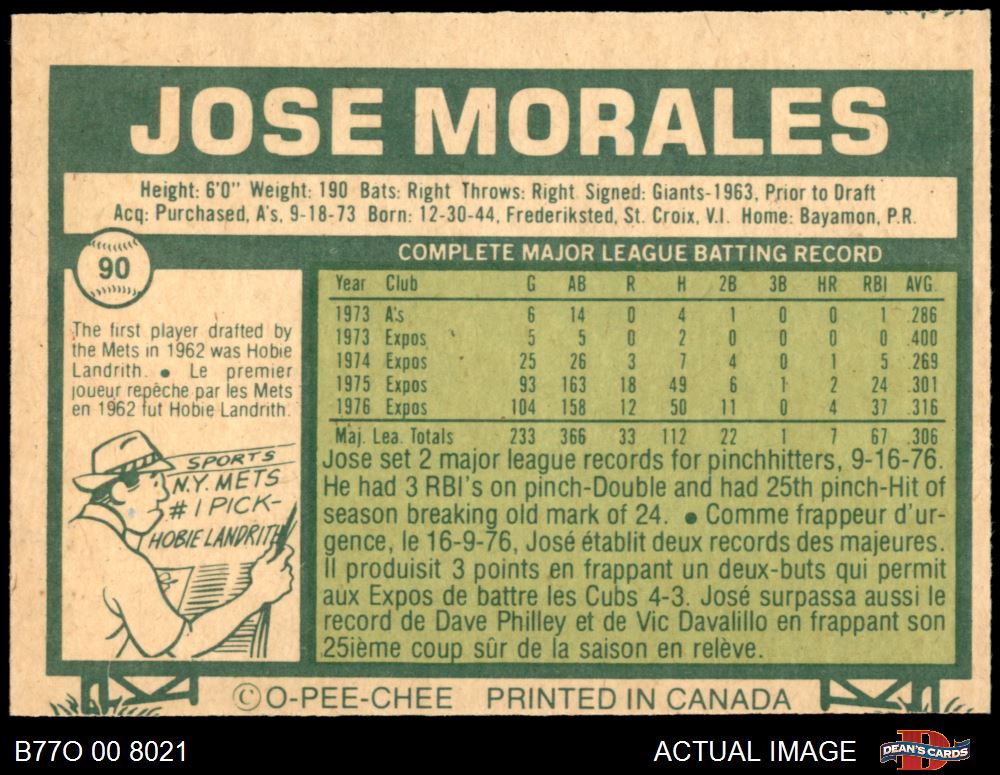 JOSE MORALES
Height: 6'0" Weight: 190 Bats: Right Throws: Right Signed: Giants-1963, Prior to Draft
Acq: Purchased, A's, 9-18-73 Born: 12-30-44, Frederiksted, St. Croix, V.I. Home: Bayamon, P.R.
90
COMPLETE MAJOR LEAGUE BATTING RECORD
Year Club G AB R H 2B 3B HR RBI AVG.
1973 A's 6 14 0 4 1 0 0 1 .286
1973 Expos 5 5 0 2 0 0 0 0 .400
1974 Expos 25 26 3 7 4 0 1 5 .269
1975 Expos 93 163 18 49 6 1 2 24 .301
1976 Expos 104 158 12 50 11 0 4 37 .316
Maj. Lea. Totals 233 366 33 112 22 1 7 67 .306
The first player drafted by
the Mets in 1962 was Hobie
Landrith. ● Le premier
joueur repêche par les Mets
en 1962 fut Hobie Landrith.
SPORTS
N.Y. METS
#1 PICK-
HOBIE LANDRITH
Jose set 2 major league records for pinchhitters, 9-16-76.
He had 3 RBI's on pinch-Double and had 25th pinch-Hit of
season breaking old mark of 24. ● Comme frappeur d'ur-
gence, le 16-9-76, José établit deux records des majeures.
Il produisit 3 points en frappant un deux-buts qui permit
aux Expos de battre les Cubs 4-3. José surpassa aussi le
record de Dave Philley et de Vic Davalillo en frappant son
25ième coup sûr de la saison en relève.
©O-PEE-CHEE PRINTED IN CANADA
B77O 00 8021
ACTUAL IMAGE
DEAN'S CARDS